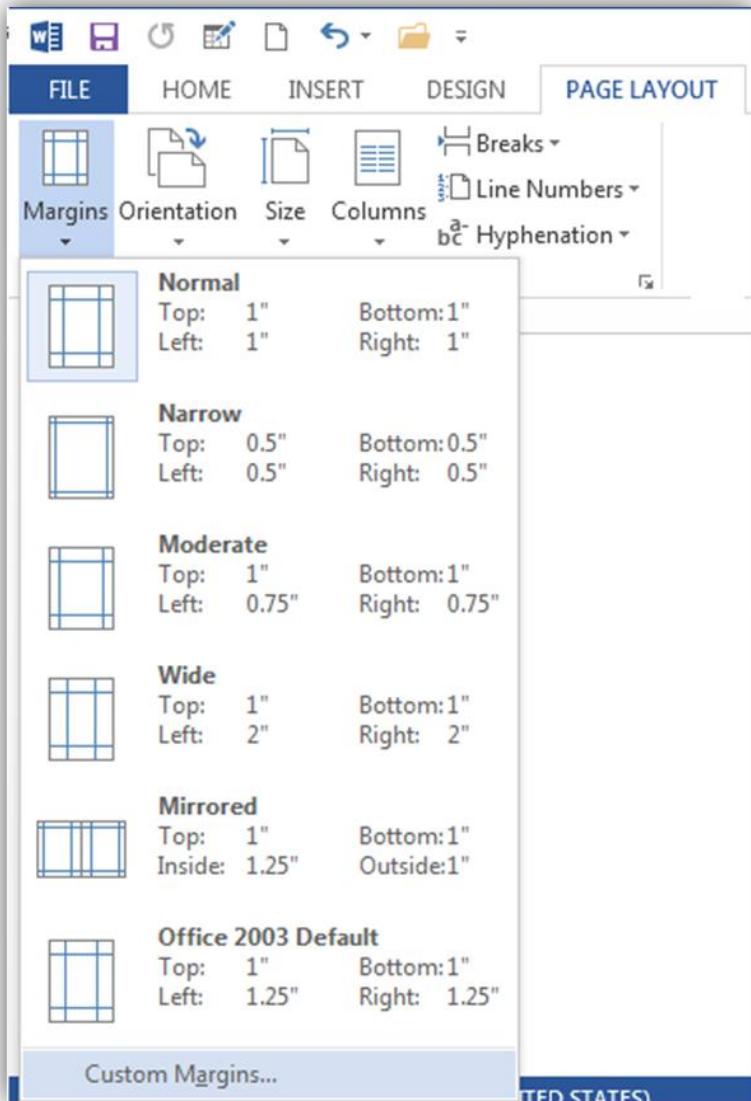 FILE HOME INSERT DESIGN PAGE LAYOUT
Margins Orientation Size Columns
Breaks
Line Numbers
Hyphenation
Normal
Top: 1" Bottom: 1"
Left: 1" Right: 1"
Narrow
Top: 0.5" Bottom: 0.5"
Left: 0.5" Right: 0.5"
Moderate
Top: 1" Bottom: 1"
Left: 0.75" Right: 0.75"
Wide
Top: 1" Bottom: 1"
Left: 2" Right: 2"
Mirrored
Top: 1" Bottom: 1"
Inside: 1.25" Outside: 1"
Office 2003 Default
Top: 1" Bottom: 1"
Left: 1.25" Right: 1.25"
Custom Margins...
STATES)